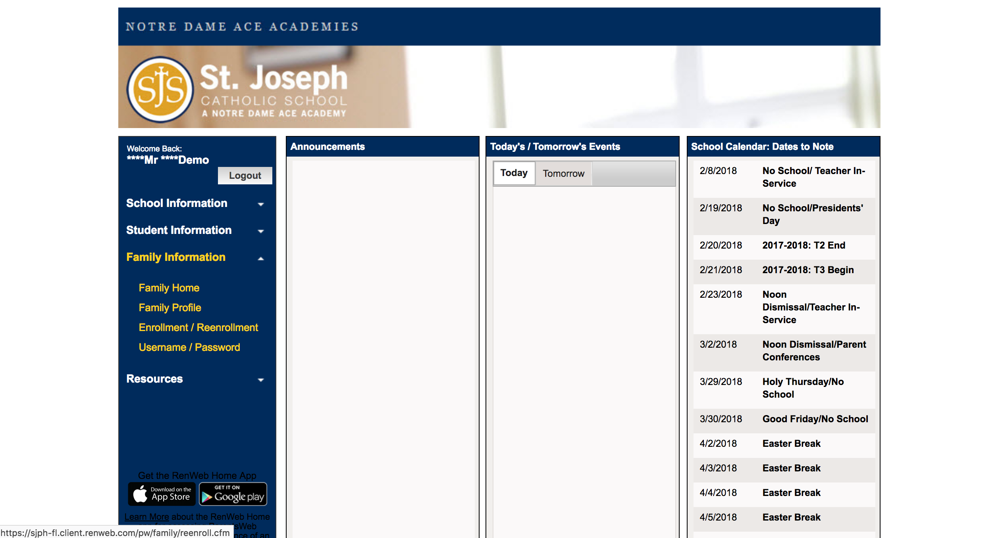 NOTRE DAME ACE ACADEMIES
SJS
St. Joseph
CATHOLIC SCHOOL
A NOTRE DAME ACE ACADEMY
Welcome Back:
****Mr ****Demo
Logout
School Information
Student Information
Family Information
Family Home
Family Profile
Enrollment / Reenrollment
Username / Password
Resources
Get the RenWeb Home App
Download on the
App Store
GET IT ON
Google play
Learn More about the RenWeb Home
https://sjph-fl.client.renweb.com/pw/family/reenroll.cfm
Announcements
Today's / Tomorrow's Events
Today
Tomorrow
School Calendar: Dates to Note
2/8/2018 No School/ Teacher In-
Service
2/19/2018 No School/Presidents'
Day
2/20/2018 2017-2018: T2 End
2/21/2018 2017-2018: T3 Begin
2/23/2018 Noon
Dismissal/Teacher In-
Service
3/2/2018 Noon Dismissal/Parent
Conferences
3/29/2018 Holy Thursday/No
School
3/30/2018 Good Friday/No School
4/2/2018 Easter Break
4/3/2018 Easter Break
4/4/2018 Easter Break
4/5/2018 Easter Break